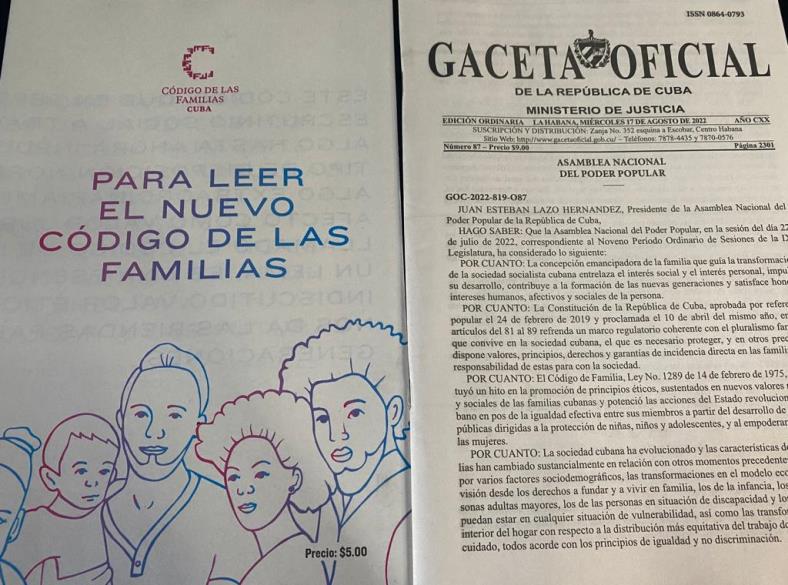 CÓDIGO DE LAS
FAMILIAS
CUBA
PARA LEER
EL NUEVO
CÓDIGO DE LAS
FAMILIAS
Precio: $5.00
ISSN 0864-0793
GACETA OFICIAL
DE LA REPÚBLICA DE CUBA
MINISTERIO DE JUSTICIA
EDICIÓN ORDINARIA LA HABANA, MIÉRCOLES 17 DE AGOSTO DE 2022 AÑO CXX
SUSCRIPCIÓN Y DISTRIBUCIÓN: Zanja No. 352 esquina a Escobar, Centro Habana
Sitio Web: http://www.gacetaoficial.gob.cu/ – Teléfonos: 7878-4435 y 7870-0576
Número 87 – Precio $9.00 Página 2301
ASAMBLEA NACIONAL
DEL PODER POPULAR
GOC-2022-819-O87
JUAN ESTEBAN LAZO HERNANDEZ, Presidente de la Asamblea Nacional del
Poder Popular de la República de Cuba,
HAGO SABER: Que la Asamblea Nacional del Poder Popular, en la sesión del día 22
de julio de 2022, correspondiente al Noveno Período Ordinario de Sesiones de la IX
Legislatura, ha considerado lo siguiente:
POR CUANTO: La concepción emancipadora de la familia que guía la transformaci
de la sociedad socialista cubana entrelaza el interés social y el interés personal, impul
su desarrollo, contribuye a la formación de las nuevas generaciones y satisface hond
intereses humanos, afectivos y sociales de la persona.
POR CUANTO: La Constitución de la República de Cuba, aprobada por refere
popular el 24 de febrero de 2019 y proclamada el 10 de abril del mismo año, en
artículos del 81 al 89 refrenda un marco regulatorio coherente con el pluralismo fam
que convive en la sociedad cubana, el que es necesario proteger, y en otros prec
dispone valores, principios, derechos y garantías de incidencia directa en las famili
responsabilidad de estas para con la sociedad.
POR CUANTO: El Código de Familia, Ley No. 1289 de 14 de febrero de 1975,
tuyó un hito en la promoción de principios éticos, sustentados en nuevos valores
y sociales de las familias cubanas y potenció las acciones del Estado revolucion
bano en pos de la igualdad efectiva entre sus miembros a partir del desarrollo de
públicas dirigidas a la protección de niñas, niños y adolescentes, y al empoderar
las mujeres.
POR CUANTO: La sociedad cubana ha evolucionado y las características de
lias han cambiado sustancialmente en relación con otros momentos precedente
por varios factores sociodemográficos, las transformaciones en el modelo eco
visión desde los derechos a fundar y a vivir en familia, los de la infancia, los
sonas adultas mayores, los de las personas en situación de discapacidad y lo
puedan estar en cualquier situación de vulnerabilidad, así como las transfo
interior del hogar con respecto a la distribución más equitativa del trabajo do
cuidado, todos acorde con los principios de igualdad y no discriminación.